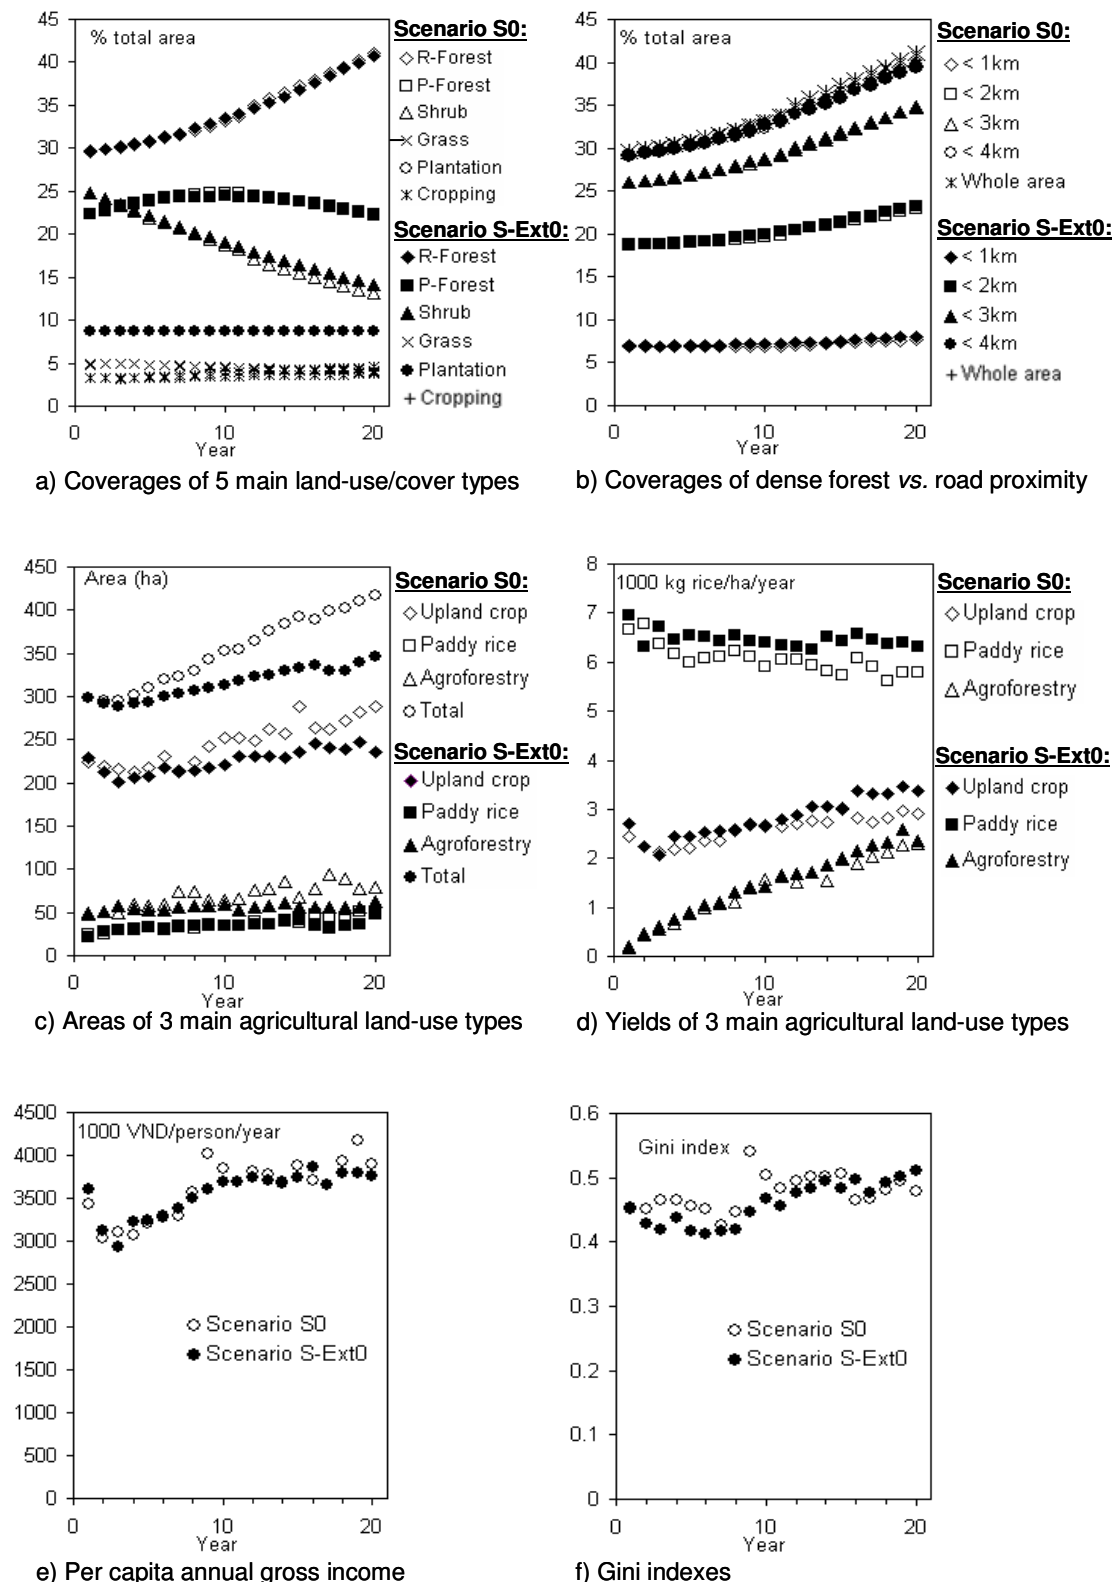 45
40
35
30
25
20
15
10
5
0
% total area
0
10
20
Year
Scenario S0:
R-Forest
P-Forest
Shrub
Grass
Plantation
Cropping
Scenario S-Ext0:
R-Forest
P-Forest
Shrub
Grass
Plantation
Cropping
a) Coverages of 5 main land-use/cover types
45
40
35
30
25
20
15
10
5
0
% total area
0
10
20
Year
Scenario S0:
< 1km
< 2km
< 3km
< 4km
Whole area
Scenario S-Ext0:
< 1km
< 2km
< 3km
< 4km
Whole area
b) Coverages of dense forest vs. road proximity
450
400
350
300
250
200
150
100
50
0
Area (ha)
0
10
20
Year
Scenario S0:
Upland crop
Paddy rice
Agroforestry
Total
Scenario S-Ext0:
Upland crop
Paddy rice
Agroforestry
Total
c) Areas of 3 main agricultural land-use types
8
7
6
5
4
3
2
1
0
1000 kg rice/ha/year
0
10
20
Year
Scenario S0:
Upland crop
Paddy rice
Agroforestry
Scenario S-Ext0:
Upland crop
Paddy rice
Agroforestry
d) Yields of 3 main agricultural land-use types
4500
4000
3500
3000
2500
2000
1500
1000
500
0
1000 VND/person/year
Scenario S0
Scenario S-Ext0
0
10
20
Year
e) Per capita annual gross income
0.6
0.5
0.4
0.3
0.2
0.1
0
Gini index
Scenario S0
Scenario S-Ext0
0
10
20
Year
f) Gini indexes